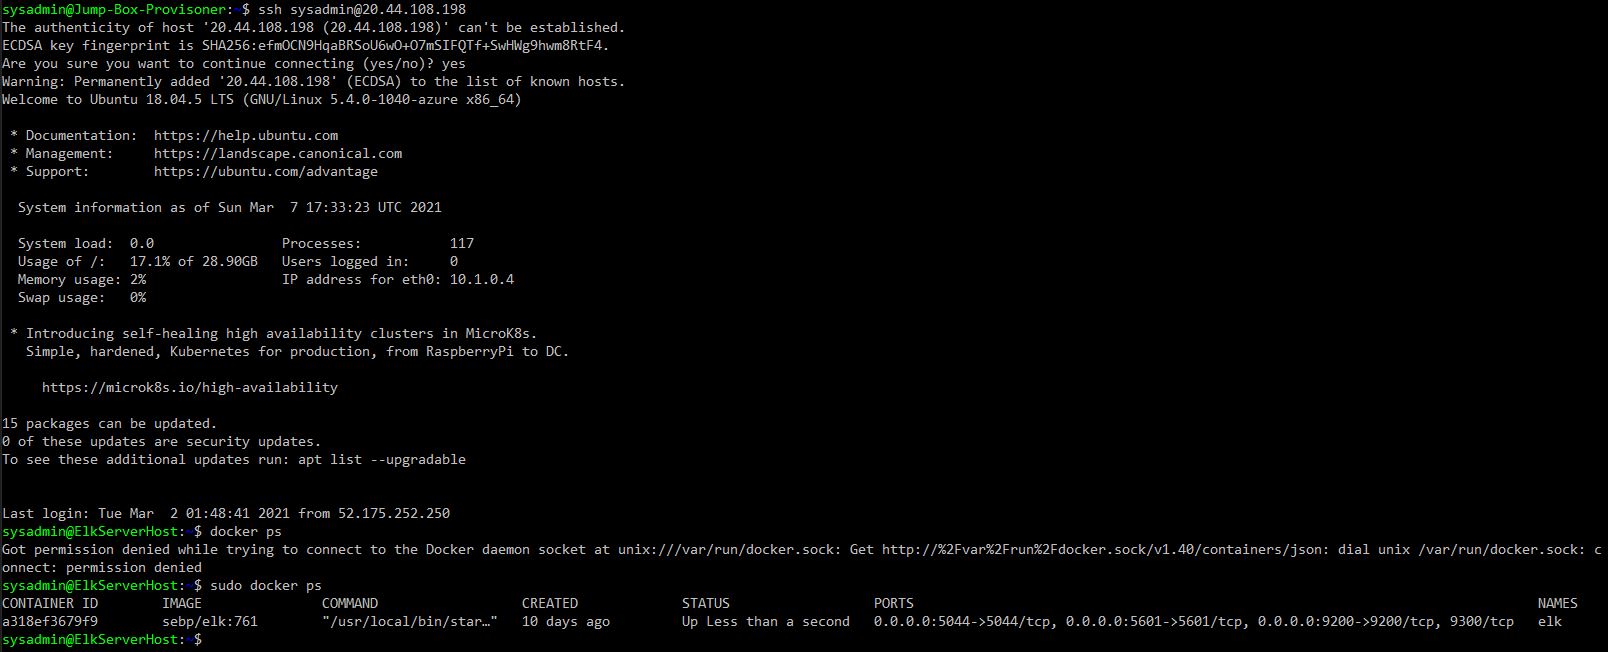 sysadmin@Jump-Box-Provisoner:~$ ssh sysadmin@20.44.108.198
The authenticity of host '20.44.108.198 (20.44.108.198)' can't be established.
ECDSA key fingerprint is SHA256:efmOCN9HqaBRSoU6wO+O7mSIFQTf+SwHWg9hwm8RtF4.
Are you sure you want to continue connecting (yes/no)? yes
Warning: Permanently added '20.44.108.198' (ECDSA) to the list of known hosts.
Welcome to Ubuntu 18.04.5 LTS (GNU/Linux 5.4.0-1040-azure x86_64)
 * Documentation:  https://help.ubuntu.com
 * Management:     https://landscape.canonical.com
 * Support:        https://ubuntu.com/advantage
  System information as of Sun Mar  7 17:33:23 UTC 2021
  System load:  0.0                Processes:           117
  Usage of /:   17.1% of 28.90GB   Users logged in:     0
  Memory usage: 2%                 IP address for eth0: 10.1.0.4
  Swap usage:   0%
 * Introducing self-healing high availability clusters in MicroK8s.
   Simple, hardened, Kubernetes for production, from RaspberryPi to DC.
     https://microk8s.io/high-availability
15 packages can be updated.
0 of these updates are security updates.
To see these additional updates run: apt list --upgradable
Last login: Tue Mar  2 01:48:41 2021 from 52.175.252.250
sysadmin@ElkServerHost:~$ docker ps
Got permission denied while trying to connect to the Docker daemon socket at unix:///var/run/docker.sock: Get http://%2Fvar%2Frun%2Fdocker.sock/v1.40/containers/json: dial unix /var/run/docker.sock: c
onnect: permission denied
sysadmin@ElkServerHost:~$ sudo docker ps
CONTAINER ID        IMAGE               COMMAND                  CREATED             STATUS                  PORTS                                                                              NAMES
a318ef3679f9        sebp/elk:761        "/usr/local/bin/star…"   10 days ago         Up Less than a second   0.0.0.0:5044->5044/tcp, 0.0.0.0:5601->5601/tcp, 0.0.0.0:9200->9200/tcp, 9300/tcp   elk
sysadmin@ElkServerHost:~$